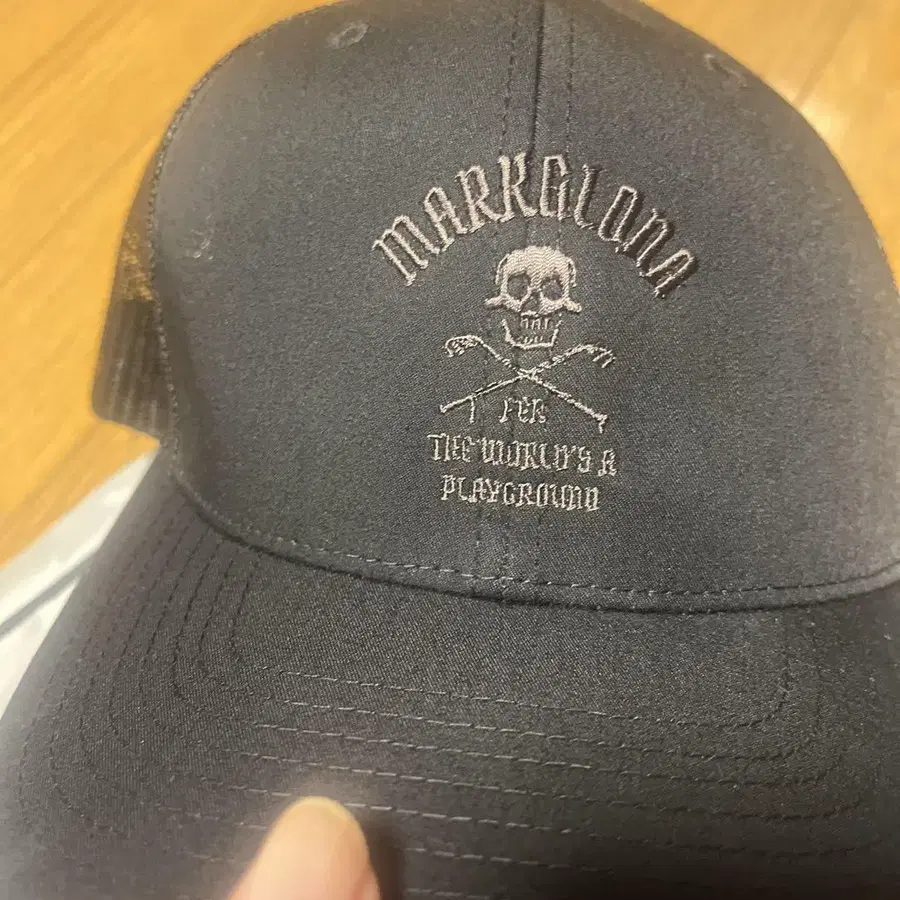 MARKGLONA
FER
THE WORLD'S A
PLAYGROUND